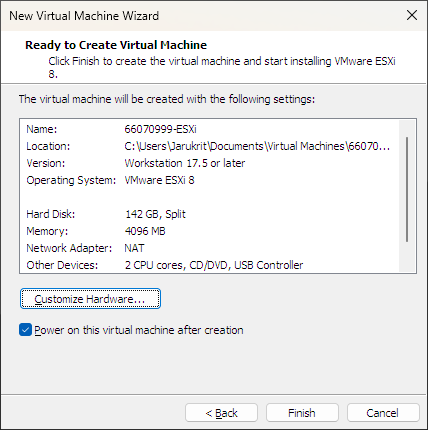 New Virtual Machine Wizard
Ready to Create Virtual Machine
Click Finish to create the virtual machine and start installing VMware ESXi
8.
The virtual machine will be created with the following settings:
Name: 66070999-ESXi
Location: C:\Users\Jarukrit\Documents\Virtual Machines\66070...
Version: Workstation 17.5 or later
Operating System: VMware ESXi 8
Hard Disk: 142 GB, Split
Memory: 4096 MB
Network Adapter: NAT
Other Devices: 2 CPU cores, CD/DVD, USB Controller
Customize Hardware...
Power on this virtual machine after creation
< Back Finish Cancel